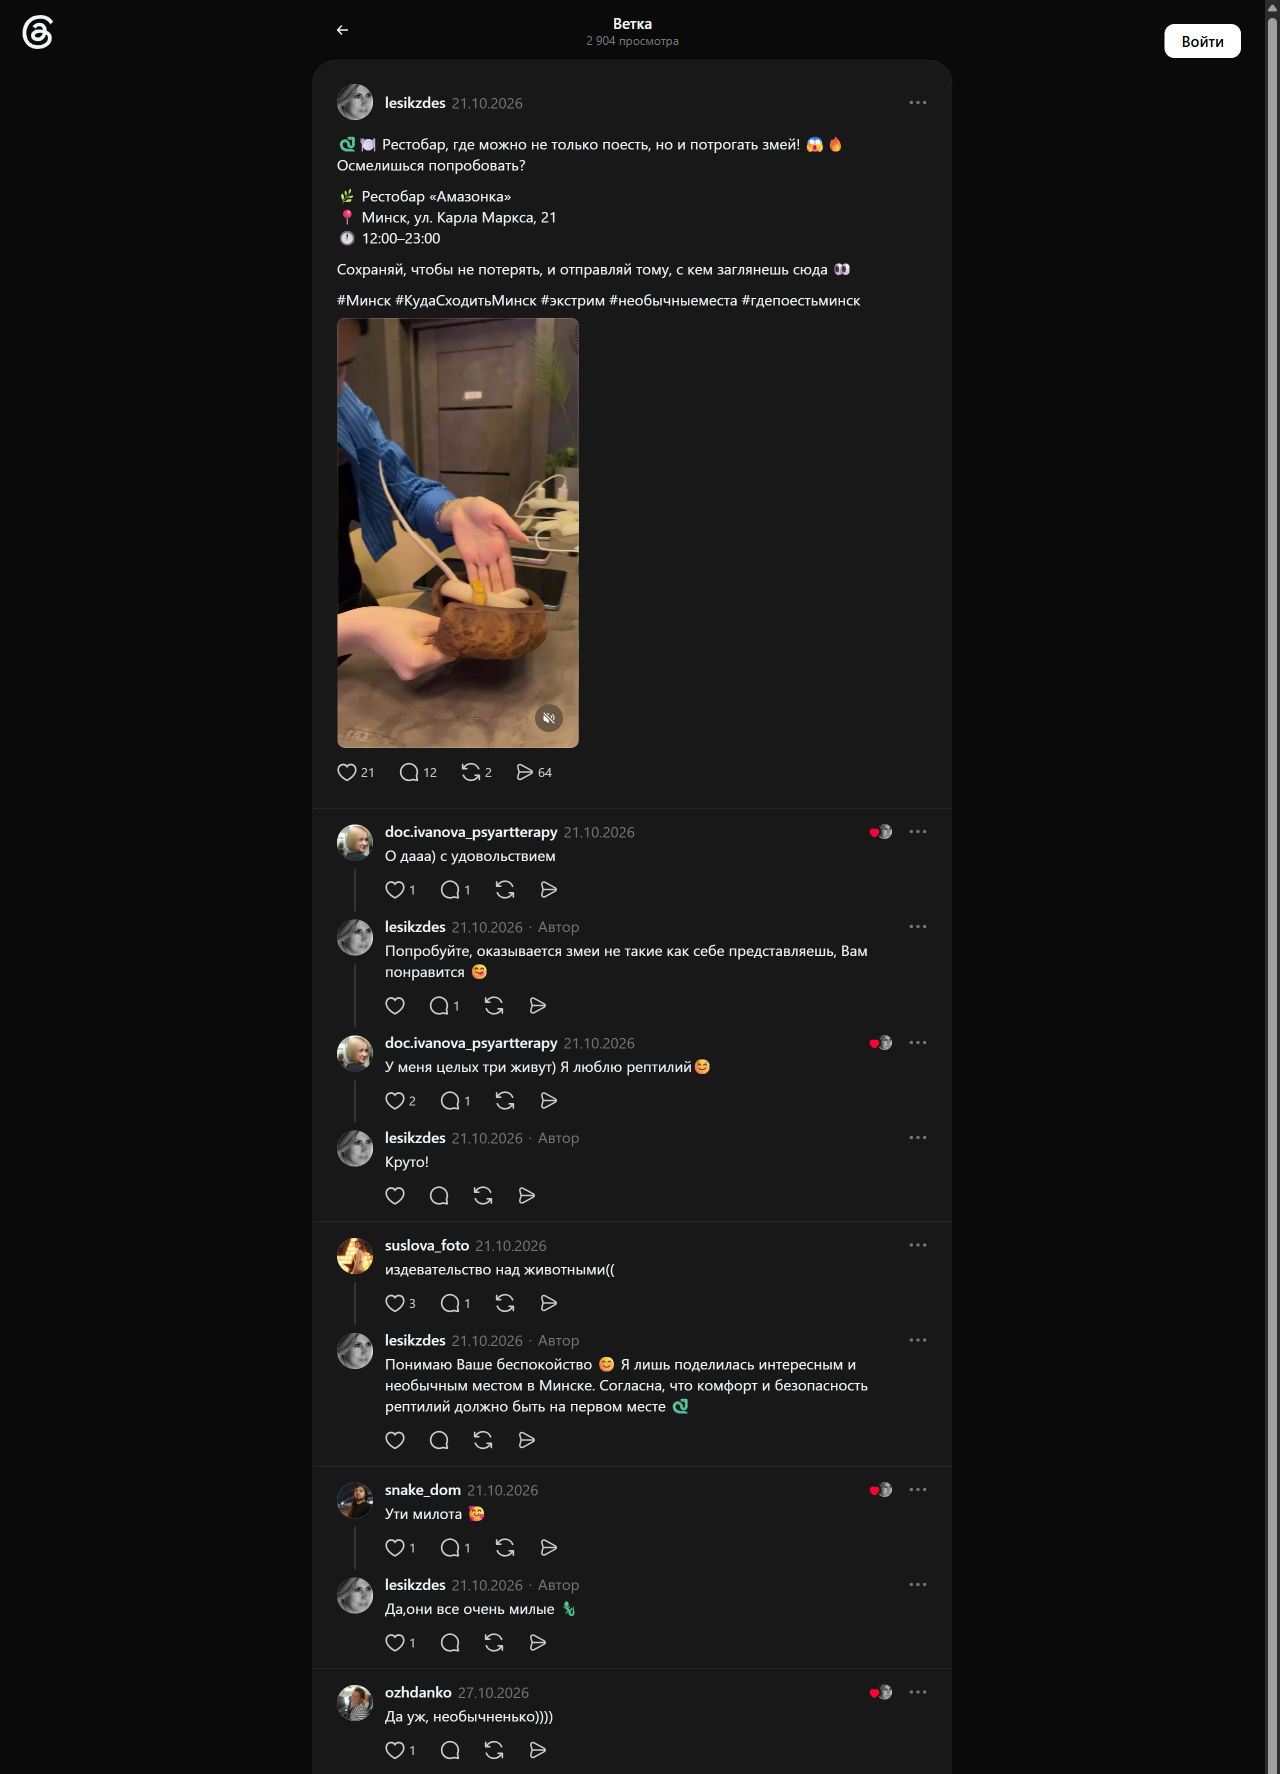 Ветка
2 904 просмотра
Войти
lesikzdes 21.10.2026
🐍🍽️ Рестобар, где можно не только поесть, но и потрогать змей! 😱🔥
Осмелишься попробовать?
🌿 Рестобар «Амазонка»
📍 Минск, ул. Карла Маркса, 21
🕛 12:00–23:00
Сохраняй, чтобы не потерять, и отправляй тому, с кем заглянешь сюда 👀
#Минск #КудаСходитьМинск #экстрим #необычныеместа #гдепоестьминск
21 12 2 64
doc.ivanova_psyartterapy 21.10.2026
О дааа) с удовольствием
1 1
lesikzdes 21.10.2026 · Автор
Попробуйте, оказывается змеи не такие как себе представляешь, Вам
понравится 😋
1
doc.ivanova_psyartterapy 21.10.2026
У меня целых три живут) Я люблю рептилий😊
2 1
lesikzdes 21.10.2026 · Автор
Круто!
suslova_foto 21.10.2026
издевательство над животными((
3 1
lesikzdes 21.10.2026 · Автор
Понимаю Ваше беспокойство 😊 Я лишь поделилась интересным и
необычным местом в Минске. Согласна, что комфорт и безопасность
рептилий должно быть на первом месте 🐍
snake_dom 21.10.2026
Ути милота 🥰
1 1
lesikzdes 21.10.2026 · Автор
Да,они все очень милые 🦎
1
ozhdanko 27.10.2026
Да уж, необычненько))))
1